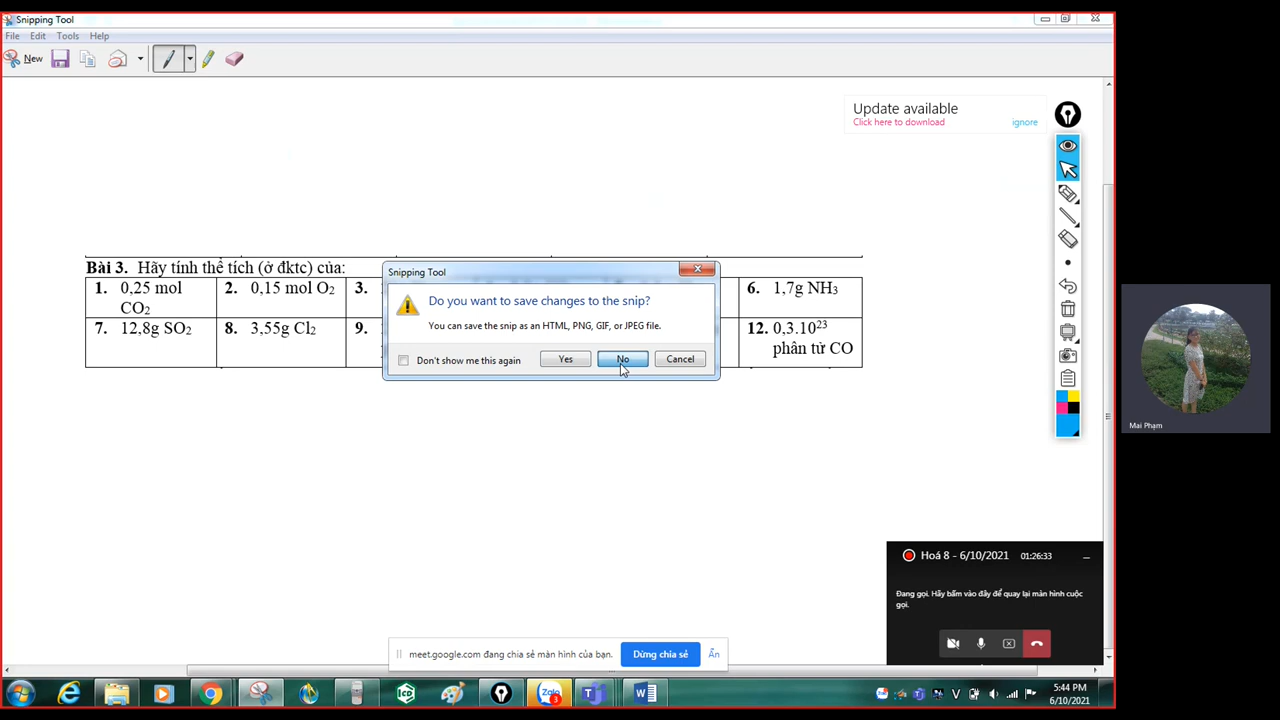 Snipping Tool
File Edit Tools Help
New
Update available
Click here to download ignore
Bài 3. Hãy tính thể tích (ở đktc) của:
1. 0,25 mol CO₂
2. 0,15 mol O₂
3.
6. 1,7g NH₃
7. 12,8g SO₂
8. 3,55g Cl₂
9.
12. 0,3.10²³ phân tử CO
Snipping Tool
Do you want to save changes to the snip?
You can save the snip as an HTML, PNG, GIF, or JPEG file.
Don't show me this again Yes No Cancel
Mai Phạm
Hoá 8 - 6/10/2021 01:26:33
Đang gọi. Hãy bấm vào đây để quay lại màn hình cuộc
gọi.
meet.google.com đang chia sẻ màn hình của bạn. Dừng chia sẻ Ẩn
Zalo
3
5:44 PM
6/10/2021